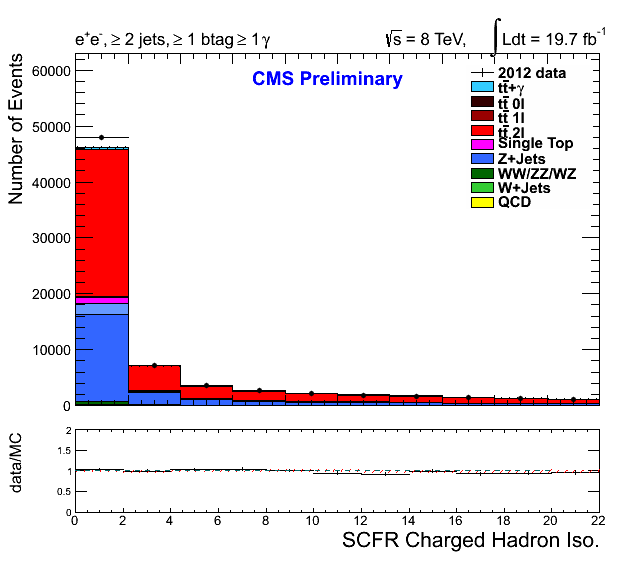 e⁺e⁻, ≥ 2 jets, ≥ 1 btag ≥ 1 γ
√s = 8 TeV, ∫ Ldt = 19.7 fb⁻¹
CMS Preliminary
2012 data
tt̄+γ
tt̄ 0l
tt̄ 1l
tt̄ 2l
Single Top
Z+Jets
WW/ZZ/WZ
W+Jets
QCD
Number of Events
60000
50000
40000
30000
20000
10000
0
data/MC
2
1.5
1
0.5
0
0 2 4 6 8 10 12 14 16 18 20 22
SCFR Charged Hadron Iso.